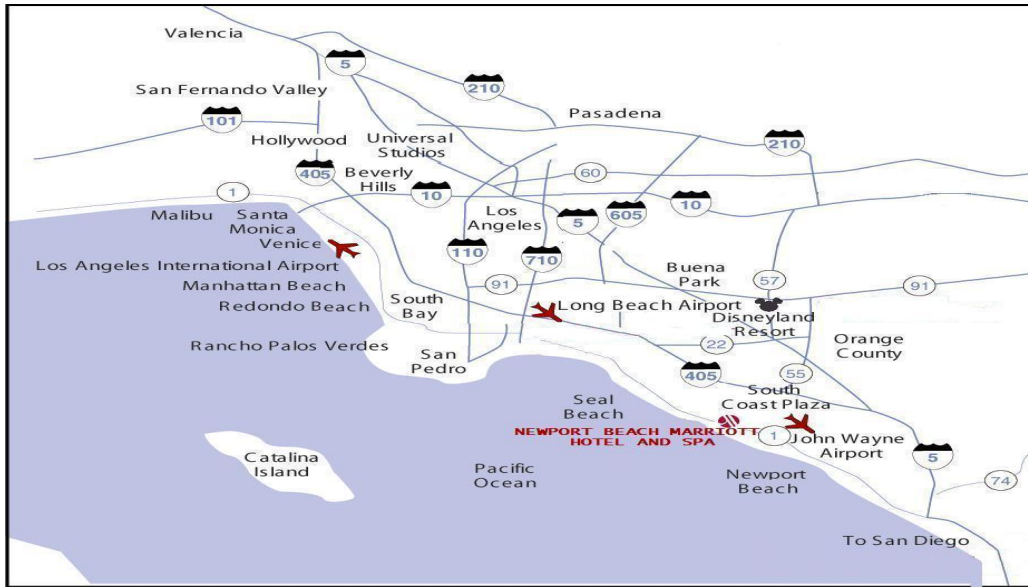 Valencia
5
210
San Fernando Valley
101
Pasadena
Hollywood
Universal
Studios
210
405
Beverly
Hills
60
1
10
10
Malibu
Santa
Monica
Los
Angeles
5
605
Venice
110
710
Los Angeles International Airport
Buena
Park
57
Manhattan Beach
91
91
South
Bay
Redondo Beach
Long Beach Airport
Disneyland
Resort
Rancho Palos Verdes
22
Orange
County
San
Pedro
405
55
South
Coast Plaza
Seal
Beach
NEWPORT BEACH MARRIOTT
HOTEL AND SPA
1
John Wayne
Airport
5
Catalina
Island
Pacific
Ocean
Newport
Beach
74
To San Diego